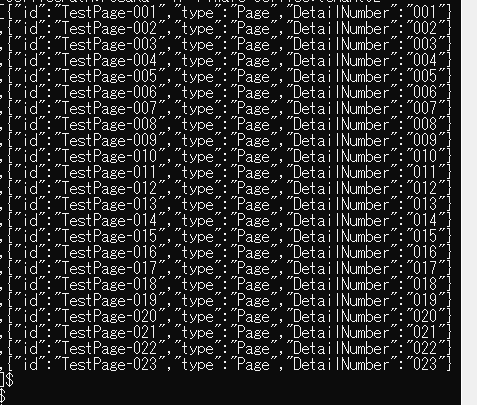 ,{"id":"TestPage-001","type":"Page","DetailNumber":"001"}
,{"id":"TestPage-002","type":"Page","DetailNumber":"002"}
,{"id":"TestPage-003","type":"Page","DetailNumber":"003"}
,{"id":"TestPage-004","type":"Page","DetailNumber":"004"}
,{"id":"TestPage-005","type":"Page","DetailNumber":"005"}
,{"id":"TestPage-006","type":"Page","DetailNumber":"006"}
,{"id":"TestPage-007","type":"Page","DetailNumber":"007"}
,{"id":"TestPage-008","type":"Page","DetailNumber":"008"}
,{"id":"TestPage-009","type":"Page","DetailNumber":"009"}
,{"id":"TestPage-010","type":"Page","DetailNumber":"010"}
,{"id":"TestPage-011","type":"Page","DetailNumber":"011"}
,{"id":"TestPage-012","type":"Page","DetailNumber":"012"}
,{"id":"TestPage-013","type":"Page","DetailNumber":"013"}
,{"id":"TestPage-014","type":"Page","DetailNumber":"014"}
,{"id":"TestPage-015","type":"Page","DetailNumber":"015"}
,{"id":"TestPage-016","type":"Page","DetailNumber":"016"}
,{"id":"TestPage-017","type":"Page","DetailNumber":"017"}
,{"id":"TestPage-018","type":"Page","DetailNumber":"018"}
,{"id":"TestPage-019","type":"Page","DetailNumber":"019"}
,{"id":"TestPage-020","type":"Page","DetailNumber":"020"}
,{"id":"TestPage-021","type":"Page","DetailNumber":"021"}
,{"id":"TestPage-022","type":"Page","DetailNumber":"022"}
,{"id":"TestPage-023","type":"Page","DetailNumber":"023"}
]$
$